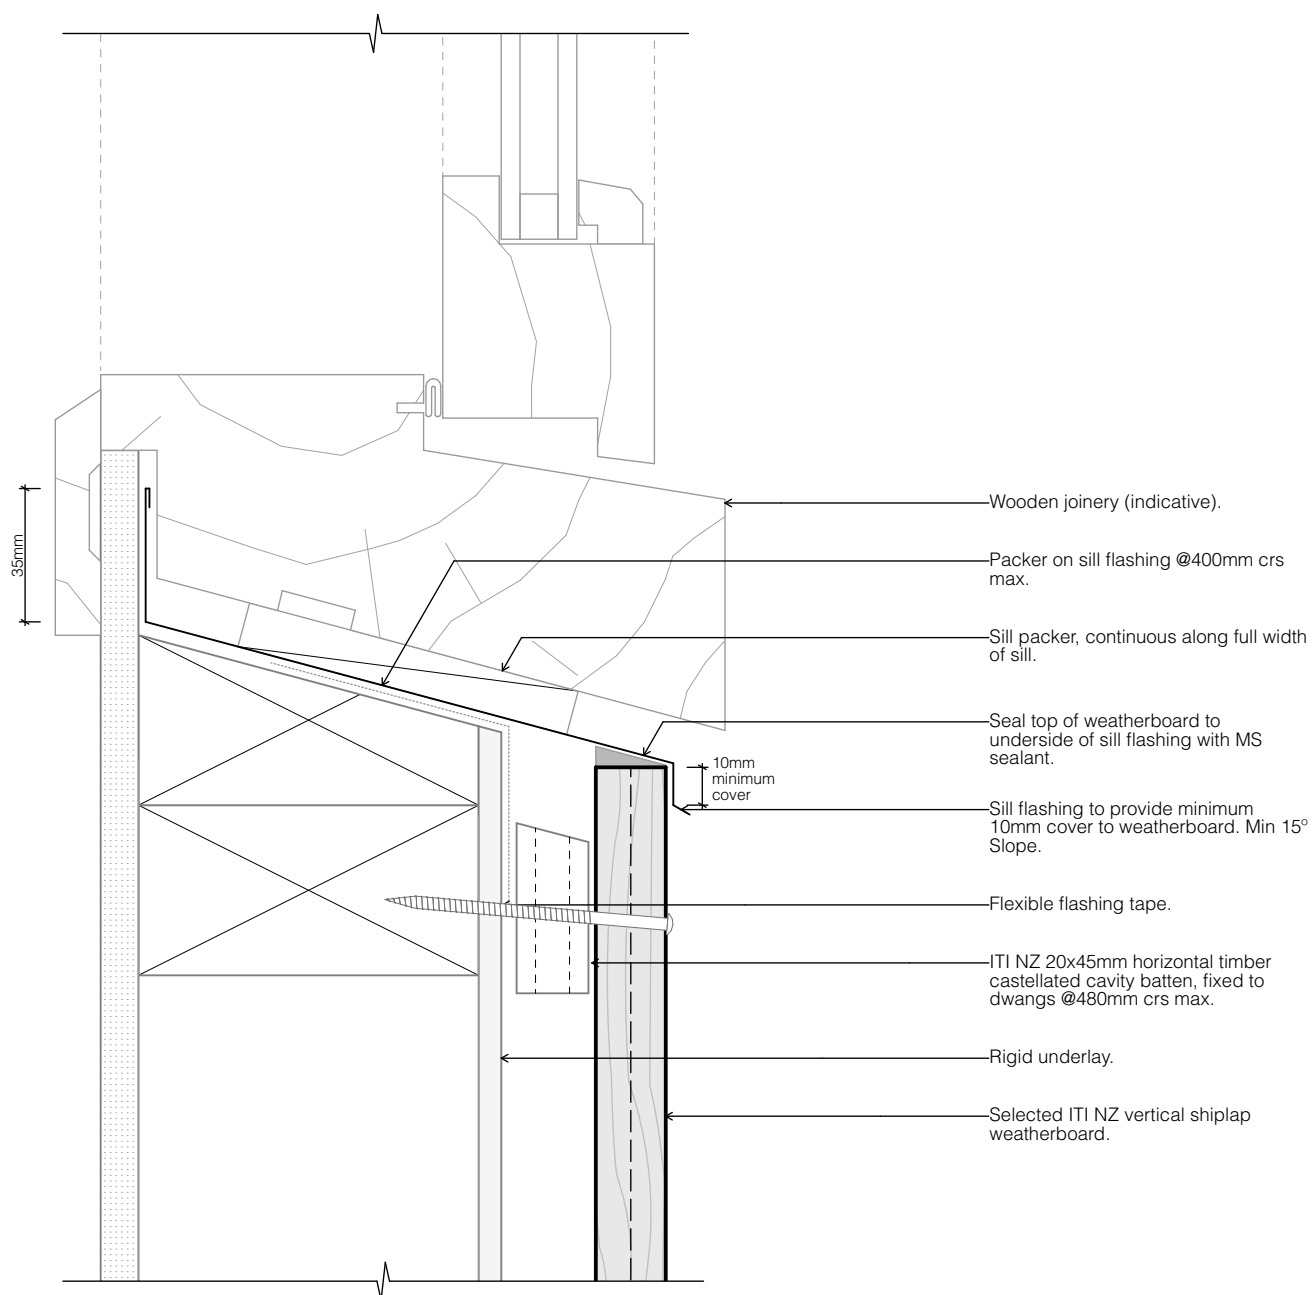 Wooden joinery (indicative).
Packer on sill flashing @400mm crs
max.
35mm
Sill packer, continuous along full width
of sill.
Seal top of weatherboard to
underside of sill flashing with MS
sealant.
10mm
minimum
cover
Sill flashing to provide minimum
10mm cover to weatherboard. Min 15°
Slope.
Flexible flashing tape.
ITI NZ 20x45mm horizontal timber
castellated cavity batten, fixed to
dwangs @480mm crs max.
Rigid underlay.
Selected ITI NZ vertical shiplap
weatherboard.